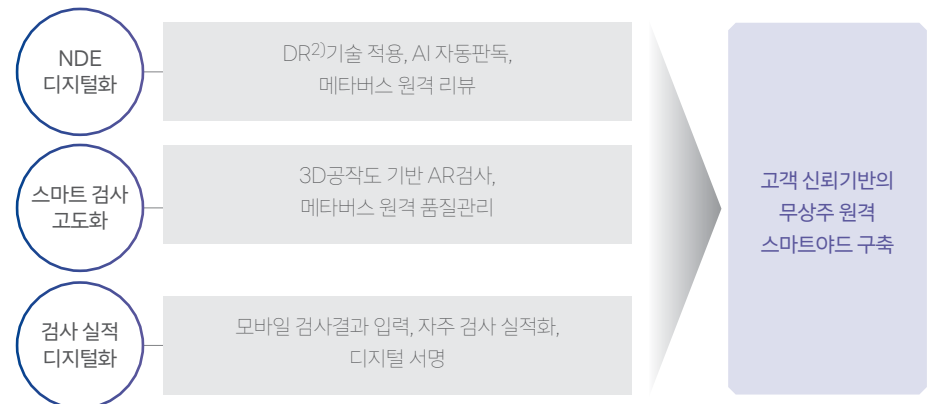 NDE
디지털화
DR2)기술 적용, AI 자동판독,
메타버스 원격 리뷰
스마트 검사
고도화
3D공작도 기반 AR검사,
메타버스 원격 품질관리
검사 실적
디지털화
모바일 검사결과 입력, 자주 검사 실적화,
디지털 서명
고객 신뢰기반의
무상주 원격
스마트야드 구축